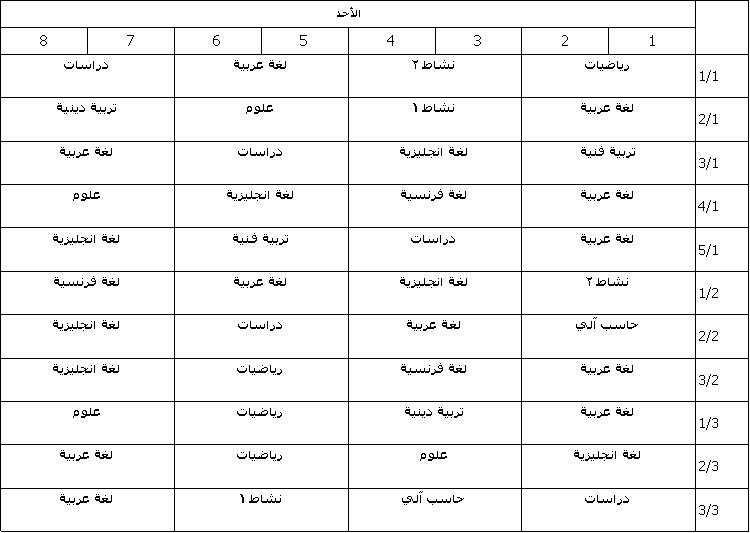 الأحد
1 2 3 4 5 6 7 8
1/1 رياضيات نشاط٢ لغة عربية دراسات
2/1 لغة عربية نشاط١ علوم تربية دينية
3/1 تربية فنية لغة انجليزية دراسات لغة عربية
4/1 لغة عربية لغة فرنسية لغة انجليزية علوم
5/1 لغة عربية دراسات تربية فنية لغة انجليزية
1/2 نشاط٢ لغة انجليزية لغة عربية لغة فرنسية
2/2 حاسب آلي لغة عربية دراسات لغة انجليزية
3/2 لغة عربية لغة فرنسية رياضيات لغة انجليزية
1/3 لغة عربية تربية دينية رياضيات علوم
2/3 لغة انجليزية علوم رياضيات لغة عربية
3/3 دراسات حاسب آلي نشاط١ لغة عربية